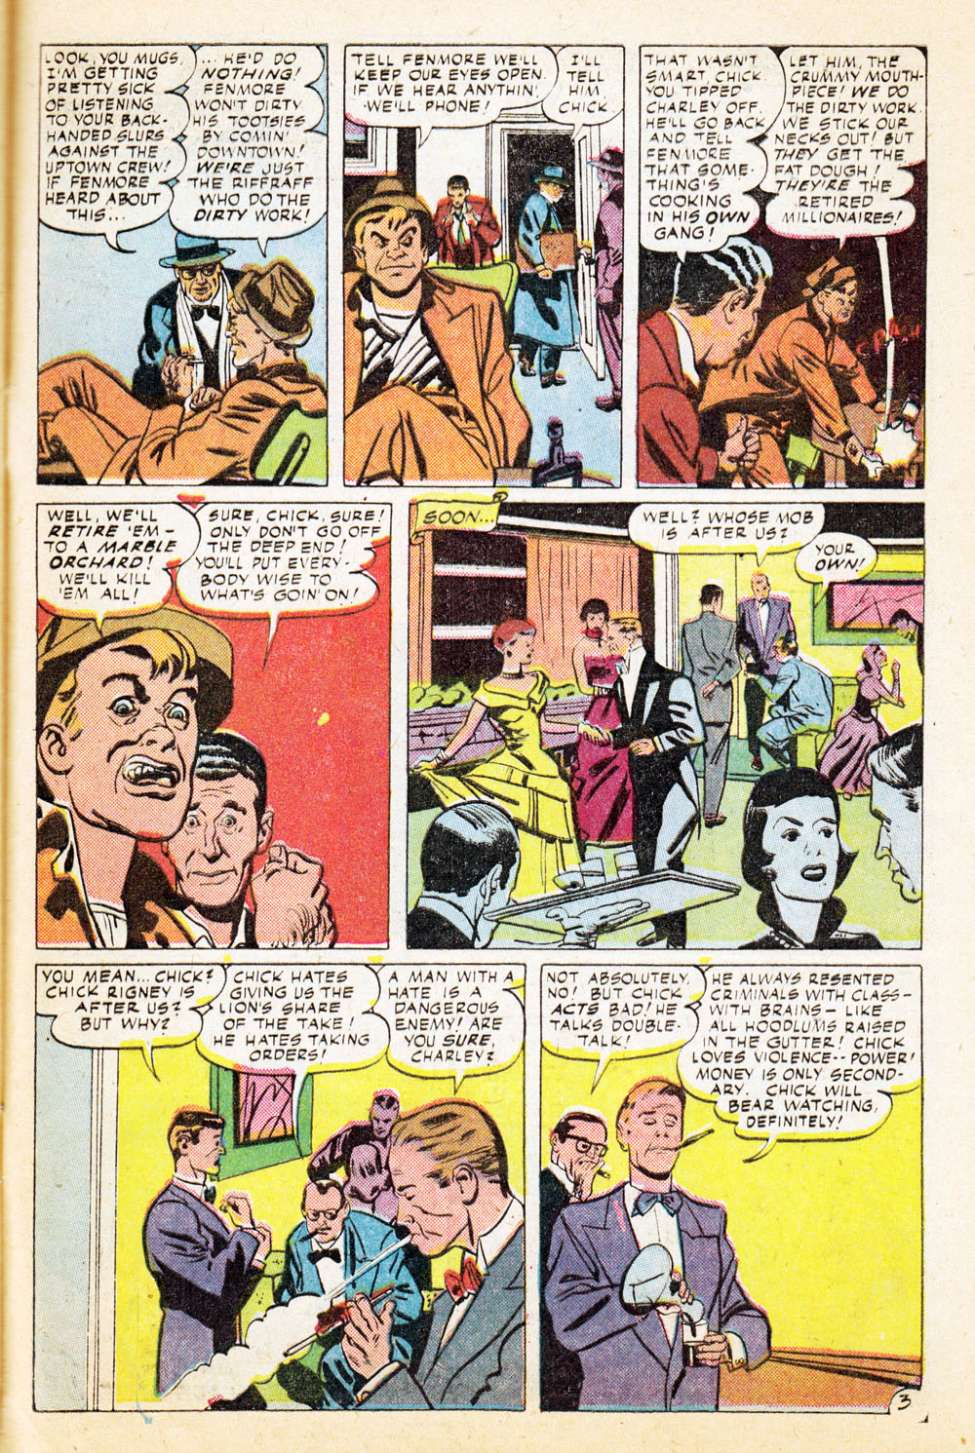 LOOK, YOU MUGS,
I'M GETTING
PRETTY SICK
OF LISTENING
TO YOUR BACK-
HANDED SLURS
AGAINST THE
UPTOWN CREW!
IF FENMORE
HEARD ABOUT
THIS...
... HE'D DO
NOTHING!
FENMORE
WON'T DIRTY
HIS TOOTSIES
BY COMIN'
DOWNTOWN!
WE'RE JUST
THE RIFFRAFF
WHO DO THE
DIRTY WORK!
TELL FENMORE WE'LL
KEEP OUR EYES OPEN.
IF WE HEAR ANYTHIN',
WE'LL PHONE!
I'LL
TELL
HIM,
CHICK.
THAT WASN'T
SMART, CHICK.
YOU TIPPED
CHARLEY OFF.
HE'LL GO BACK
AND TELL
FENMORE
THAT SOME-
THING'S
COOKING
IN HIS OWN
GANG!
LET HIM, THE
CRUMMY MOUTH-
PIECE! WE DO
THE DIRTY WORK.
WE STICK OUR
NECKS OUT! BUT
THEY GET THE
FAT DOUGH!
THEY'RE THE
RETIRED
MILLIONAIRES!
CRASH
WELL, WE'LL
RETIRE 'EM—
TO A MARBLE
ORCHARD!
WE'LL KILL
'EM ALL!
SURE, CHICK, SURE!
ONLY DON'T GO OFF
THE DEEP END!
YOU'LL PUT EVERY-
BODY WISE TO
WHAT'S GOIN' ON!
SOON...
WELL? WHOSE MOB
IS AFTER US?
YOUR
OWN!
YOU MEAN... CHICK?
CHICK RIGNEY IS
AFTER US?
BUT WHY?
CHICK HATES
GIVING US THE
LION'S SHARE
OF THE TAKE!
HE HATES TAKING
ORDERS!
A MAN WITH A
HATE IS A
DANGEROUS
ENEMY! ARE
YOU SURE,
CHARLEY?
NOT ABSOLUTELY,
NO! BUT CHICK
ACTS BAD! HE
TALKS DOUBLE-
TALK!
HE ALWAYS RESENTED
CRIMINALS WITH CLASS—
WITH BRAINS— LIKE
ALL HOODLUMS RAISED
IN THE GUTTER! CHICK
LOVES VIOLENCE-- POWER!
MONEY IS ONLY SECOND-
ARY. CHICK WILL
BEAR WATCHING,
DEFINITELY!
3